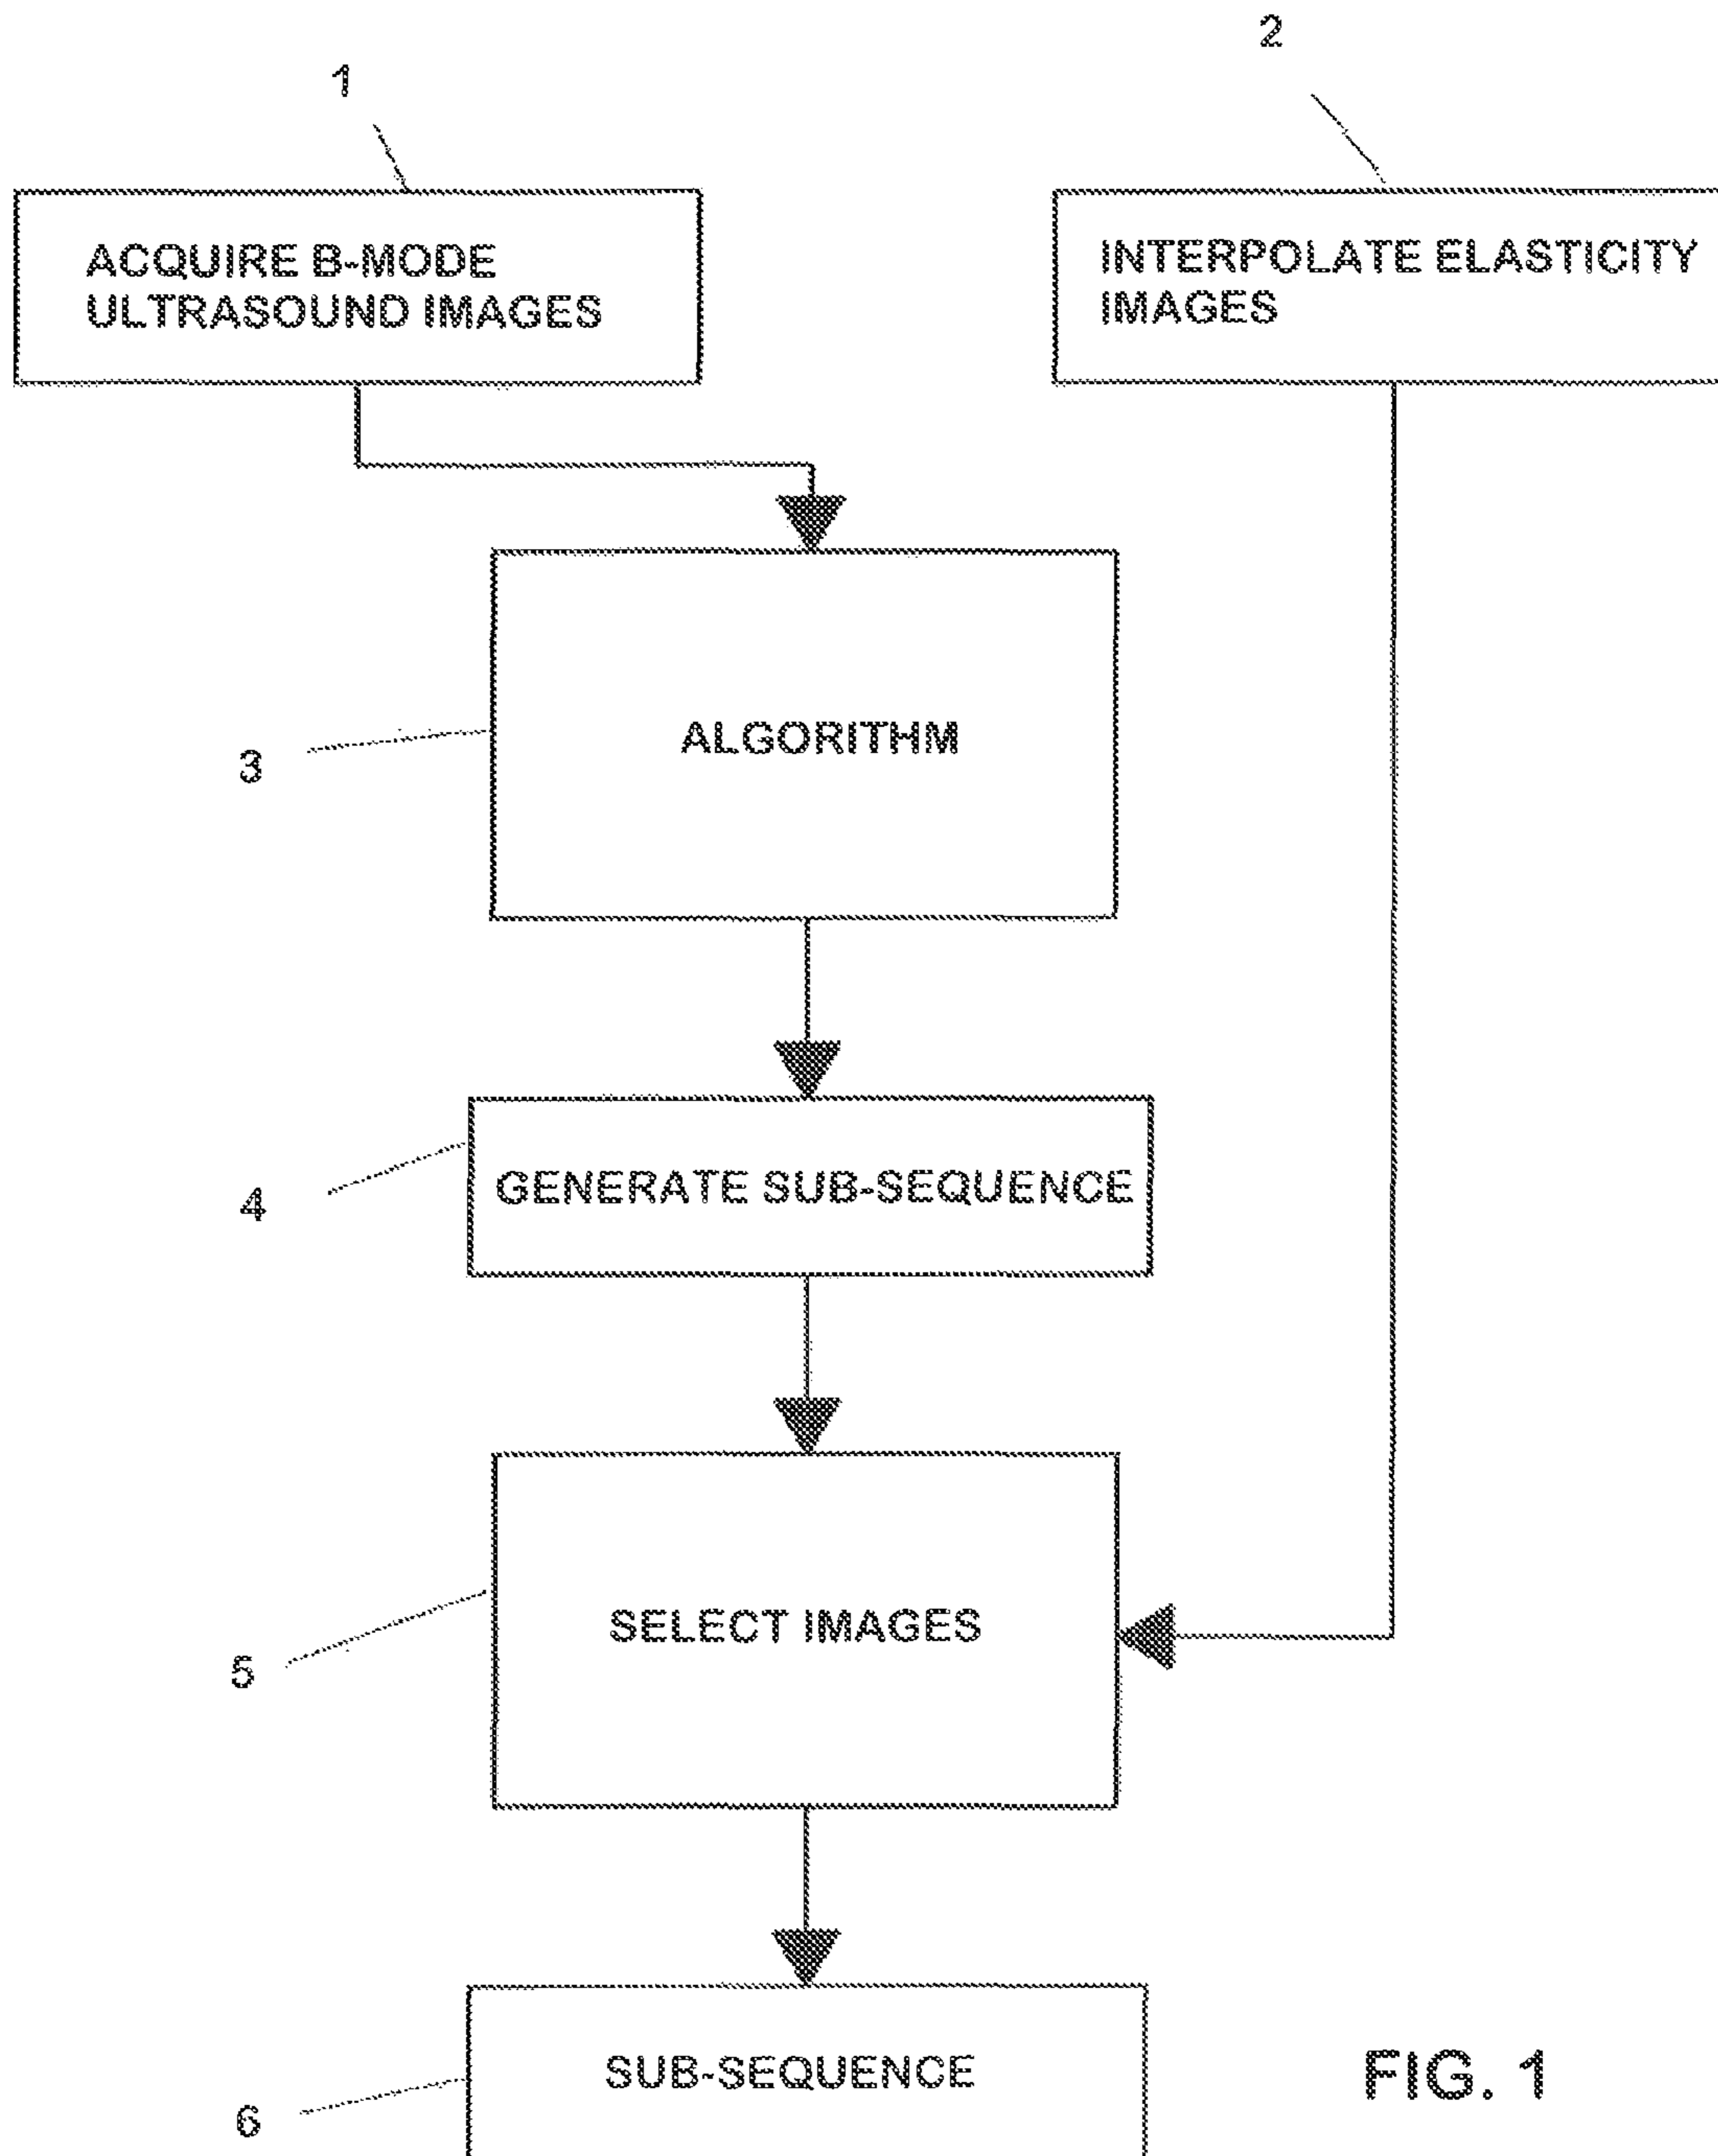 1
2
ACQUIRE B-MODE
ULTRASOUND IMAGES
INTERPOLATE ELASTICITY
IMAGES
3
ALGORITHM
4
GENERATE SUB-SEQUENCE
5
SELECT IMAGES
6
SUB-SEQUENCE
FIG. 1